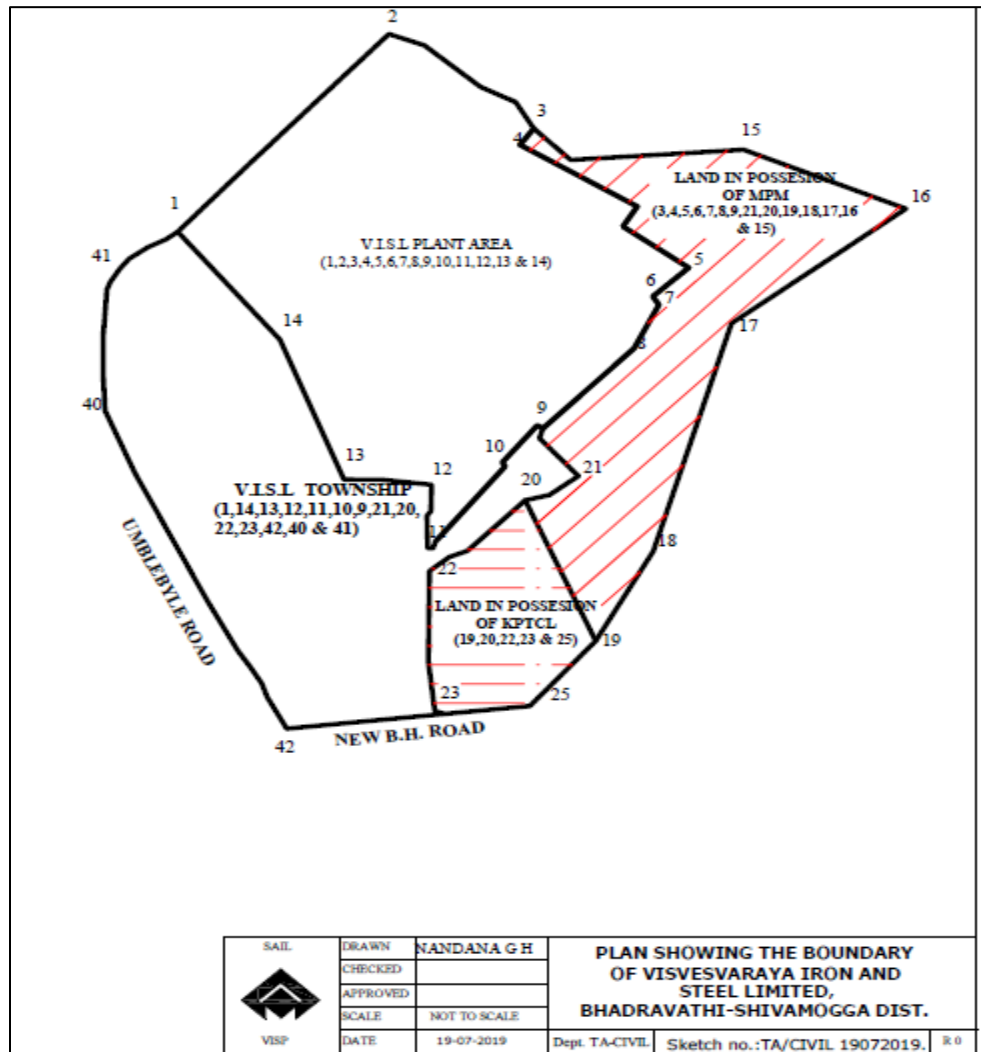 2
3
4
15
LAND IN POSSESION
OF MPM
(3,4,5,6,7,8,9,21,20,19,18,17,16
& 15)
16
1
V.I.S.L PLANT AREA
(1,2,3,4,5,6,7,8,9,10,11,12,13 & 14)
41
5
6
7
14
17
8
40
9
10
13
12
20
21
V.I.S.L TOWNSHIP
(1,14,13,12,11,10,9,21,20,
22,23,42,40 & 41)
11
18
22
UMBLEBYLE ROAD
LAND IN POSSESION
OF KPTCL
(19,20,22,23 & 25)
19
23
25
42
NEW B.H. ROAD
SAIL
VISP
DRAWN NANDANA G H
CHECKED
APPROVED
SCALE NOT TO SCALE
DATE 19-07-2019
PLAN SHOWING THE BOUNDARY
OF VISVESVARAYA IRON AND
STEEL LIMITED,
BHADRAVATHI-SHIVAMOGGA DIST.
Dept. TA-CIVIL Sketch no.:TA/CIVIL 19072019. R 0